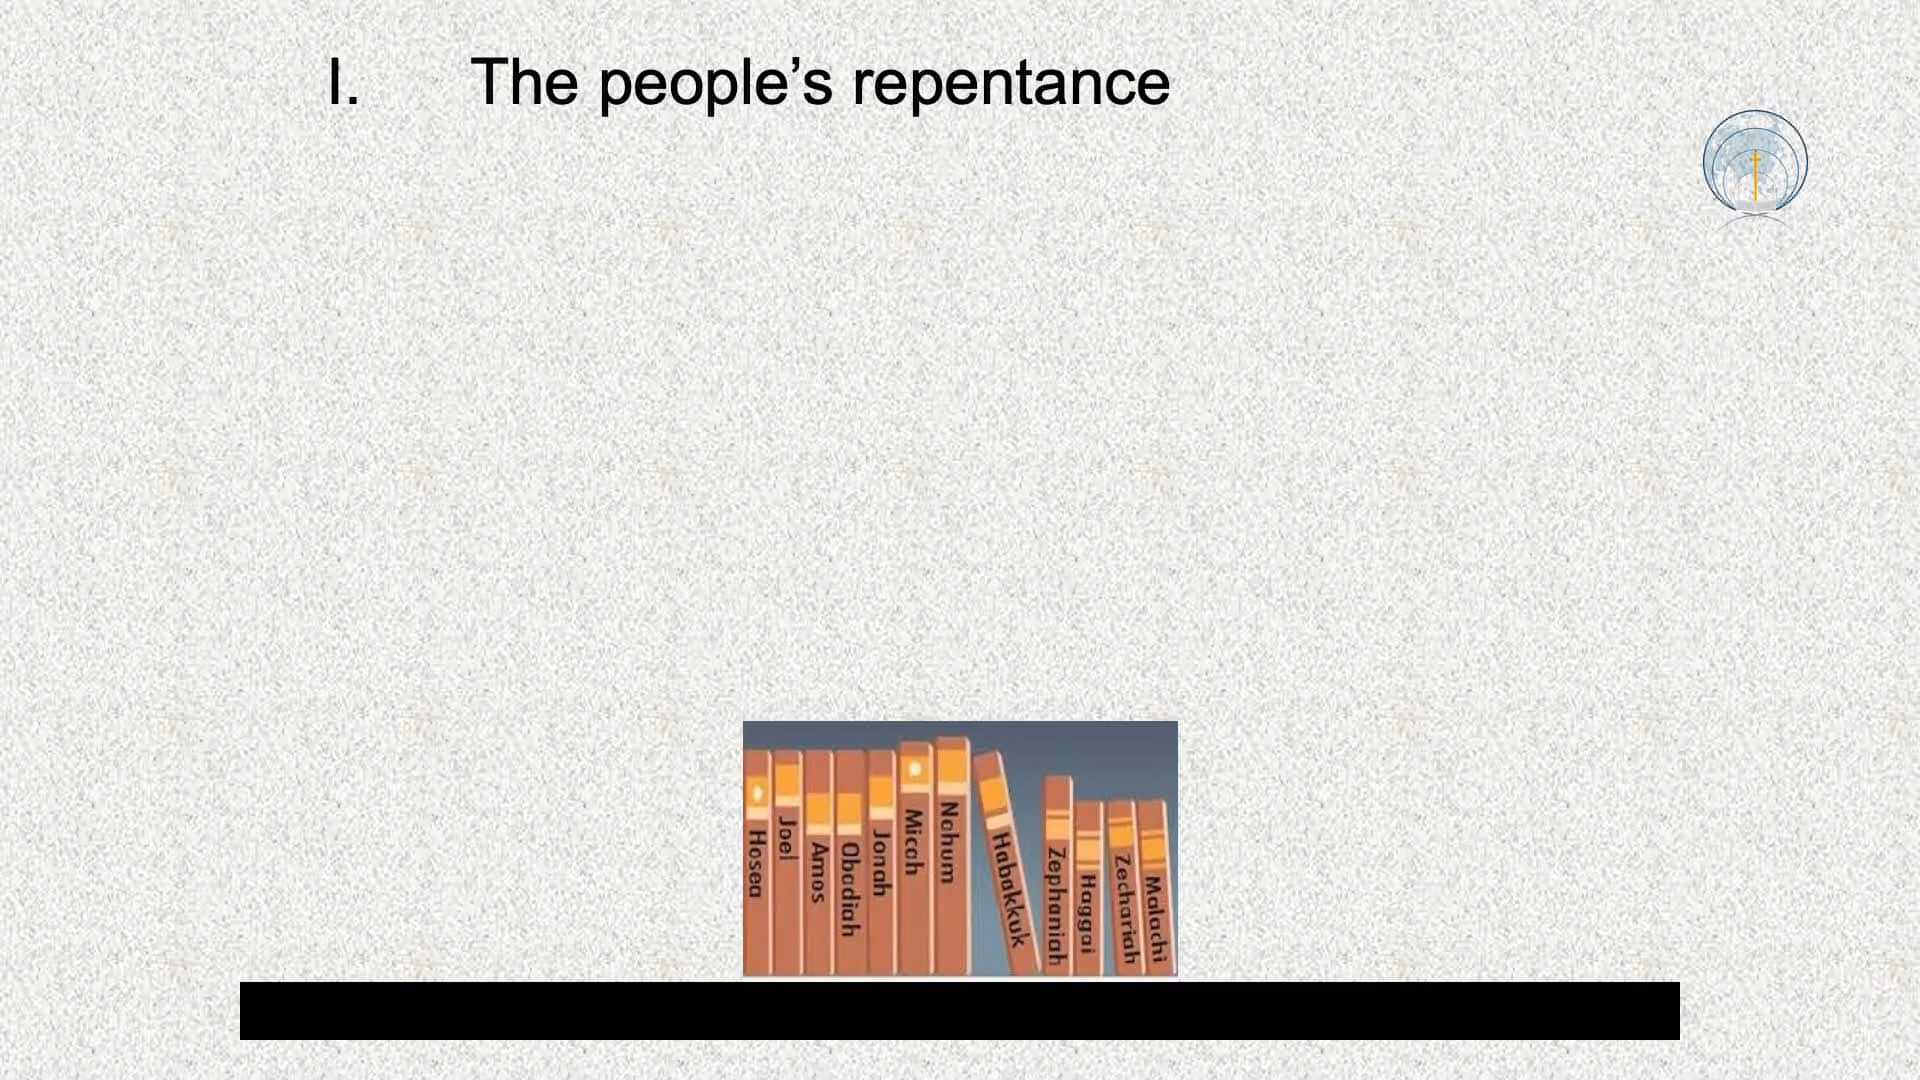 I. The people’s repentance
Hosea
Joel
Amos
Obadiah
Jonah
Micah
Nahum
Habakkuk
Zephaniah
Haggai
Zechariah
Malachi